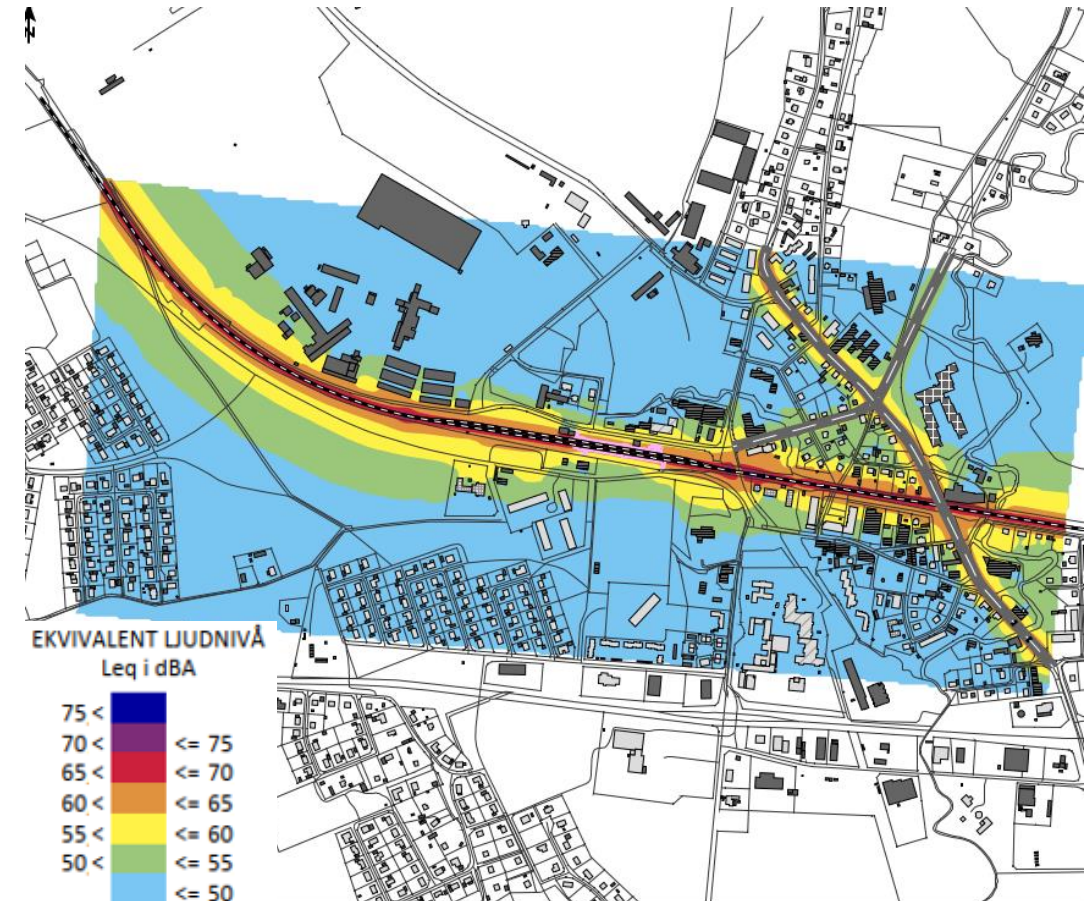 N
EKVIVALENT LJUDNIVÅ
Leq i dBA
75 <
70 < <= 75
65 < <= 70
60 < <= 65
55 < <= 60
50 < <= 55
<= 50